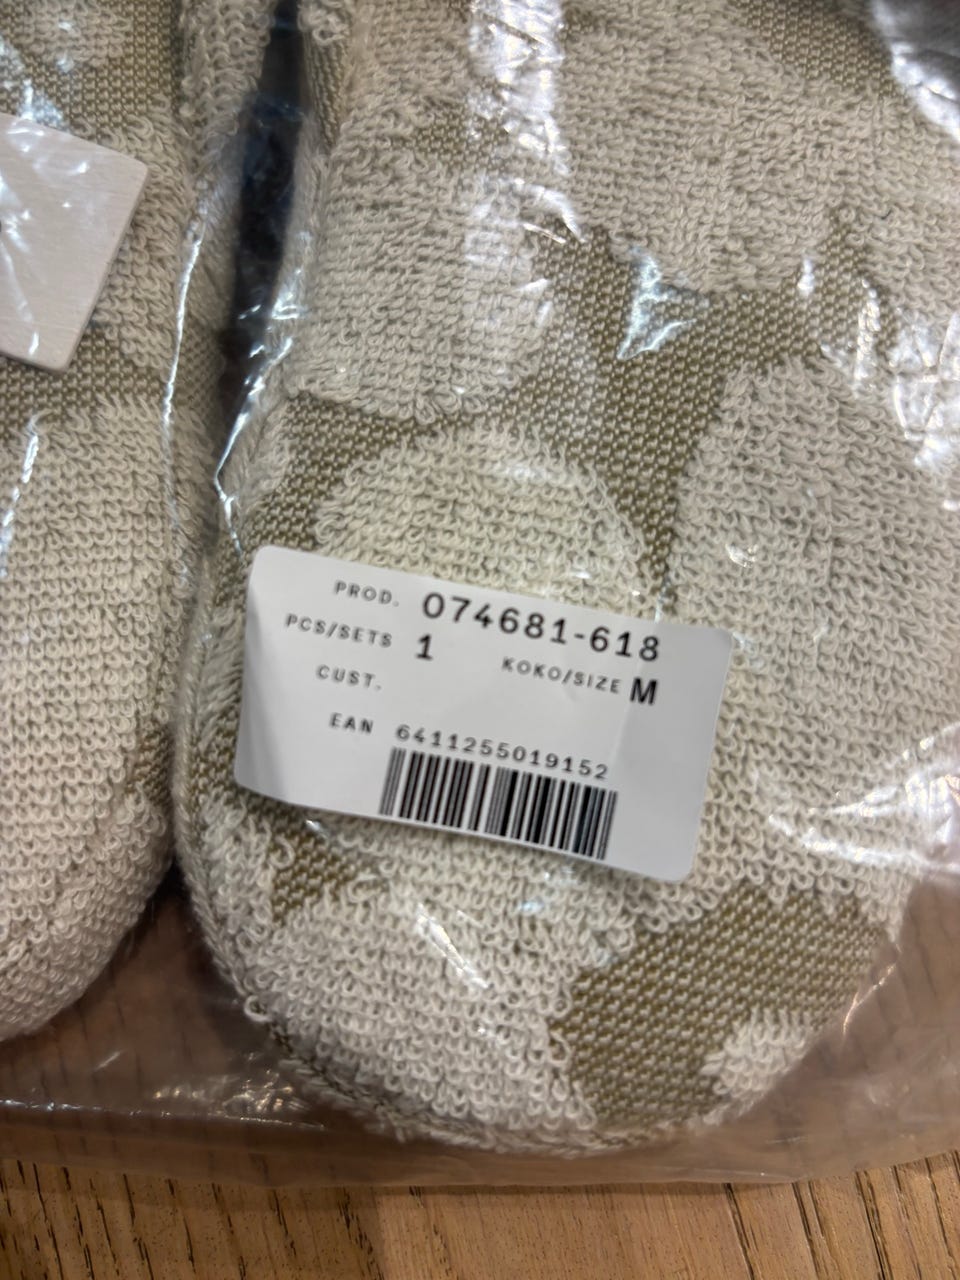 PROD. 074681-618
PCS/SETS 1 KOKO/SIZE M
CUST.
EAN 6411255019152